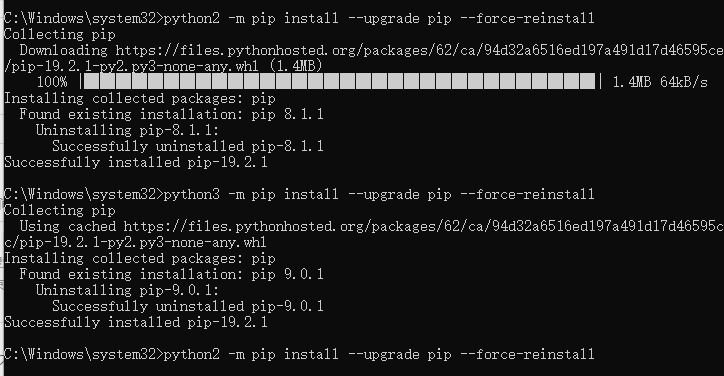 C:\Windows\system32>python2 -m pip install --upgrade pip --force-reinstall
Collecting pip
  Downloading https://files.pythonhosted.org/packages/62/ca/94d32a6516ed197a491d17d46595ce
/pip-19.2.1-py2.py3-none-any.whl (1.4MB)
    100% |████████████████████████████████| 1.4MB 64kB/s
Installing collected packages: pip
  Found existing installation: pip 8.1.1
    Uninstalling pip-8.1.1:
      Successfully uninstalled pip-8.1.1
Successfully installed pip-19.2.1
C:\Windows\system32>python3 -m pip install --upgrade pip --force-reinstall
Collecting pip
  Using cached https://files.pythonhosted.org/packages/62/ca/94d32a6516ed197a491d17d46595c
c/pip-19.2.1-py2.py3-none-any.whl
Installing collected packages: pip
  Found existing installation: pip 9.0.1
    Uninstalling pip-9.0.1:
      Successfully uninstalled pip-9.0.1
Successfully installed pip-19.2.1
C:\Windows\system32>python2 -m pip install --upgrade pip --force-reinstall